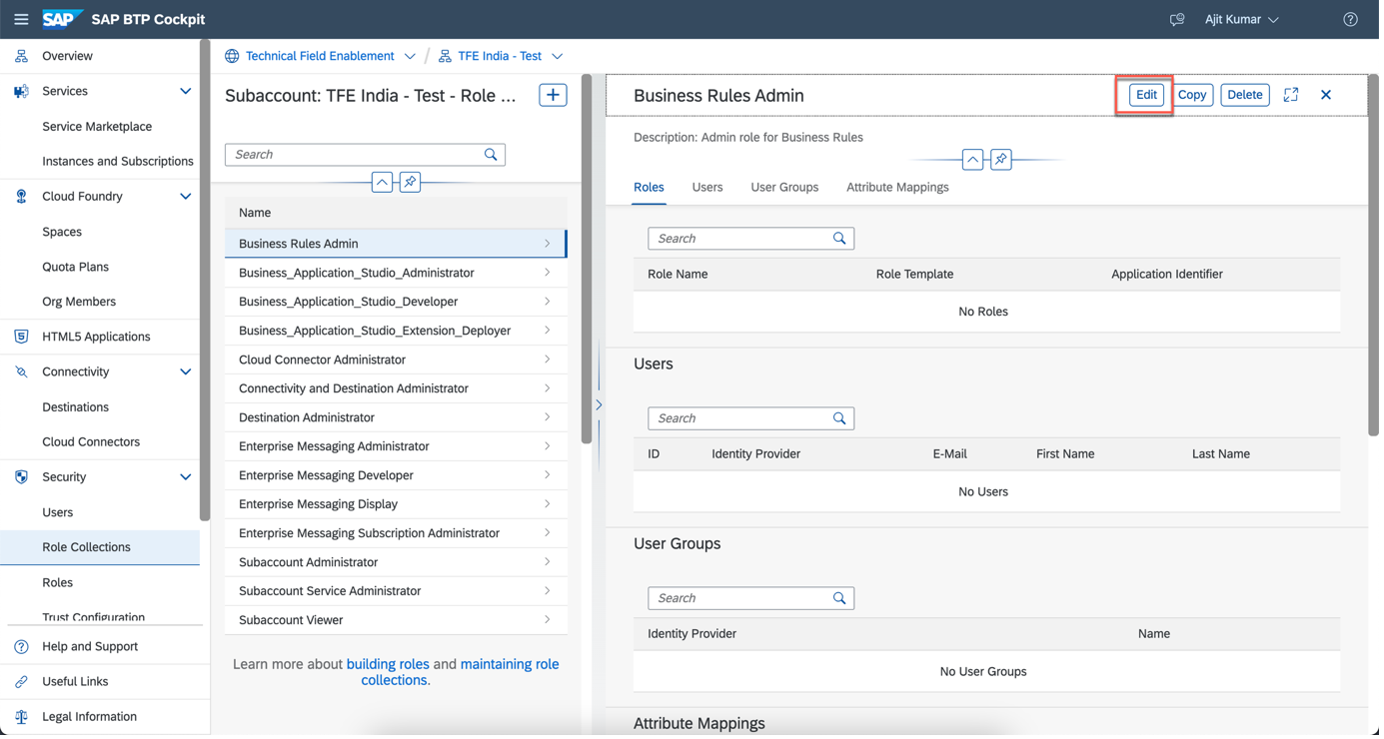 SAP SAP BTP Cockpit
Ajit Kumar
Overview
Services
Service Marketplace
Instances and Subscriptions
Cloud Foundry
Spaces
Quota Plans
Org Members
HTML5 Applications
Connectivity
Destinations
Cloud Connectors
Security
Users
Role Collections
Roles
Trust Configuration
Help and Support
Useful Links
Legal Information
Technical Field Enablement / TFE India - Test
Subaccount: TFE India - Test - Role ...
Search
Name
Business Rules Admin
Business_Application_Studio_Administrator
Business_Application_Studio_Developer
Business_Application_Studio_Extension_Deployer
Cloud Connector Administrator
Connectivity and Destination Administrator
Destination Administrator
Enterprise Messaging Administrator
Enterprise Messaging Developer
Enterprise Messaging Display
Enterprise Messaging Subscription Administrator
Subaccount Administrator
Subaccount Service Administrator
Subaccount Viewer
Learn more about building roles and maintaining role
collections.
Business Rules Admin
Edit Copy Delete
Description: Admin role for Business Rules
Roles Users User Groups Attribute Mappings
Search
Role Name Role Template Application Identifier
No Roles
Users
Search
ID Identity Provider E-Mail First Name Last Name
No Users
User Groups
Search
Identity Provider Name
No User Groups
Attribute Mappings